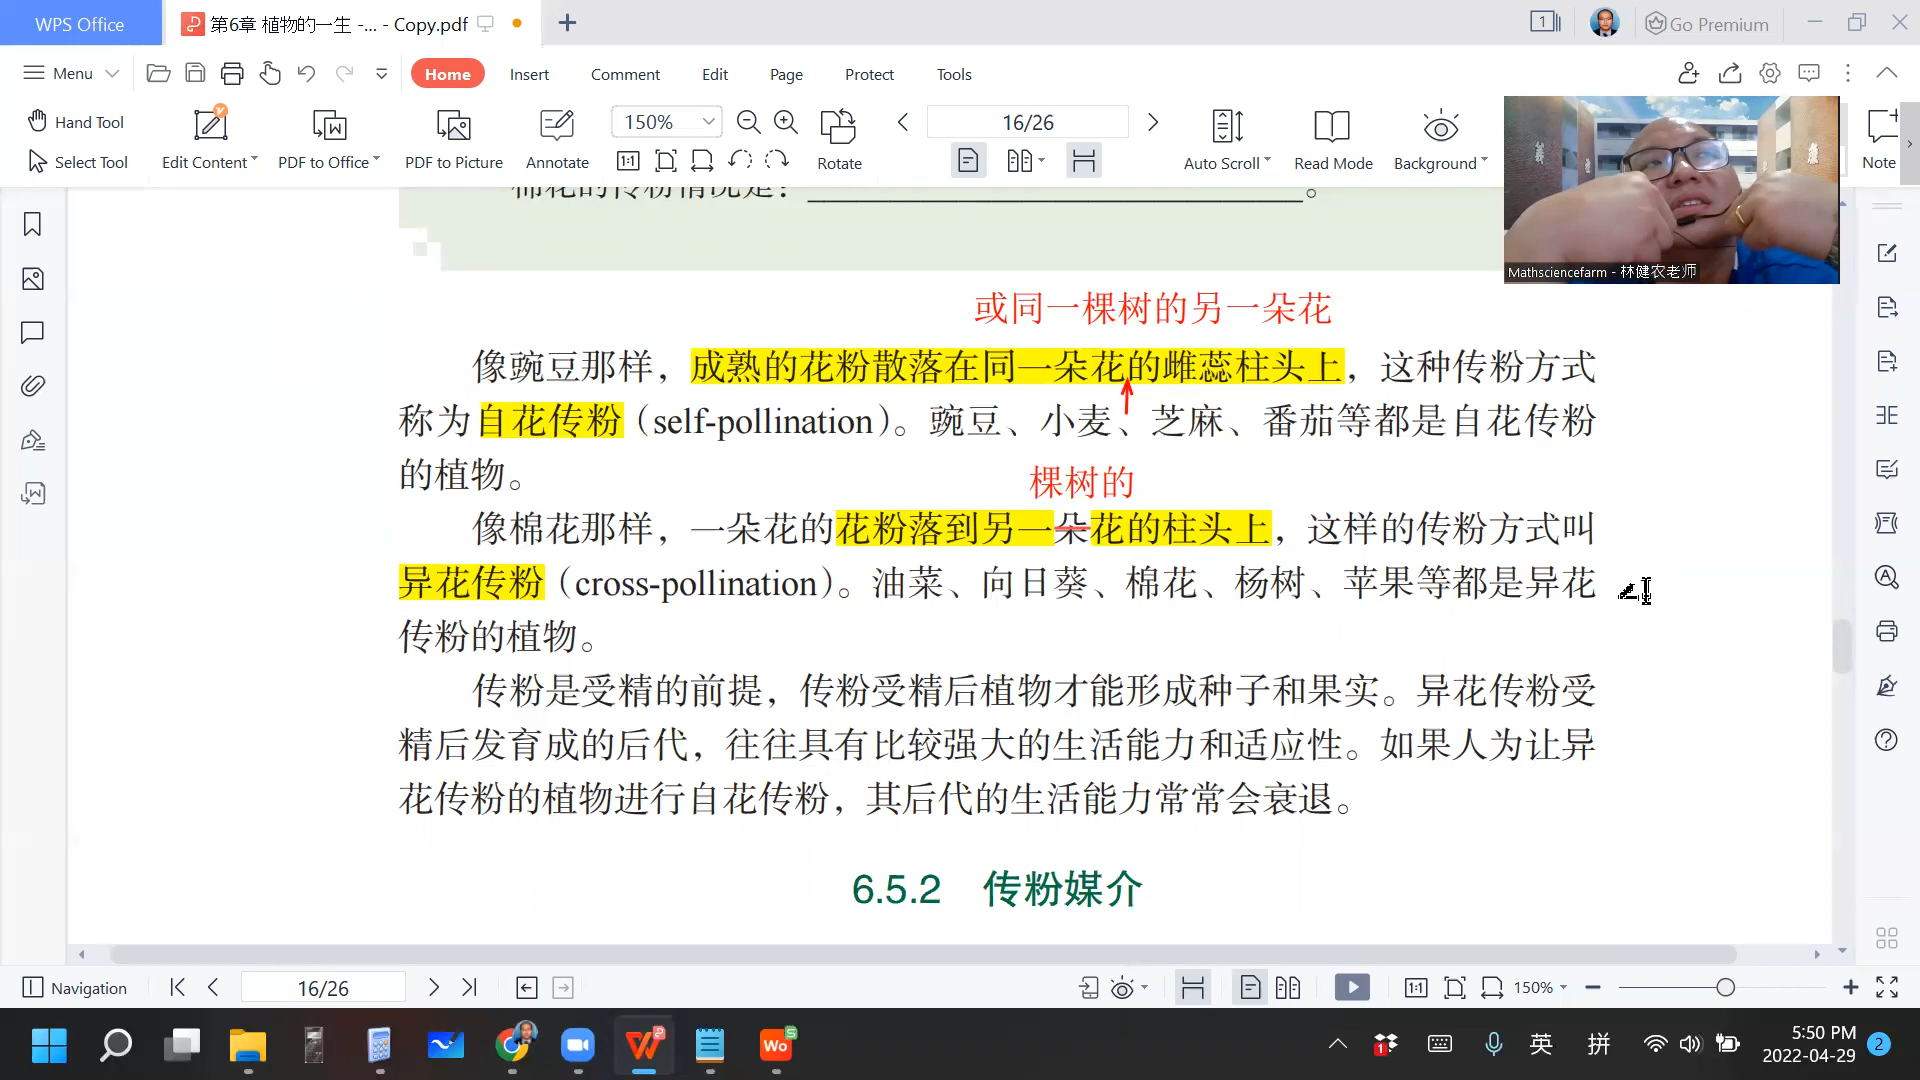 WPS Office
第6章 植物的一生 -... - Copy.pdf
1
Go Premium
Menu
Home
Insert
Comment
Edit
Page
Protect
Tools
Hand Tool
Select Tool
Edit Content
PDF to Office
PDF to Picture
Annotate
150%
1:1
Rotate
16/26
Auto Scroll
Read Mode
Background
Note
Mathsciencefarm - 林健农老师
棉花的传粉情况是：。
或同一棵树的另一朵花
像豌豆那样，成熟的花粉散落在同一朵花的雌蕊柱头上，这种传粉方式
称为自花传粉（self-pollination）。豌豆、小麦、芝麻、番茄等都是自花传粉
的植物。
棵树的
像棉花那样，一朵花的花粉落到另一朵花的柱头上，这样的传粉方式叫
异花传粉（cross-pollination）。油菜、向日葵、棉花、杨树、苹果等都是异花
传粉的植物。
传粉是受精的前提，传粉受精后植物才能形成种子和果实。异花传粉受
精后发育成的后代，往往具有比较强大的生活能力和适应性。如果人为让异
花传粉的植物进行自花传粉，其后代的生活能力常常会衰退。
6.5.2 传粉媒介
Navigation
16/26
1:1
150%
英
拼
5:50 PM
2022-04-29
2